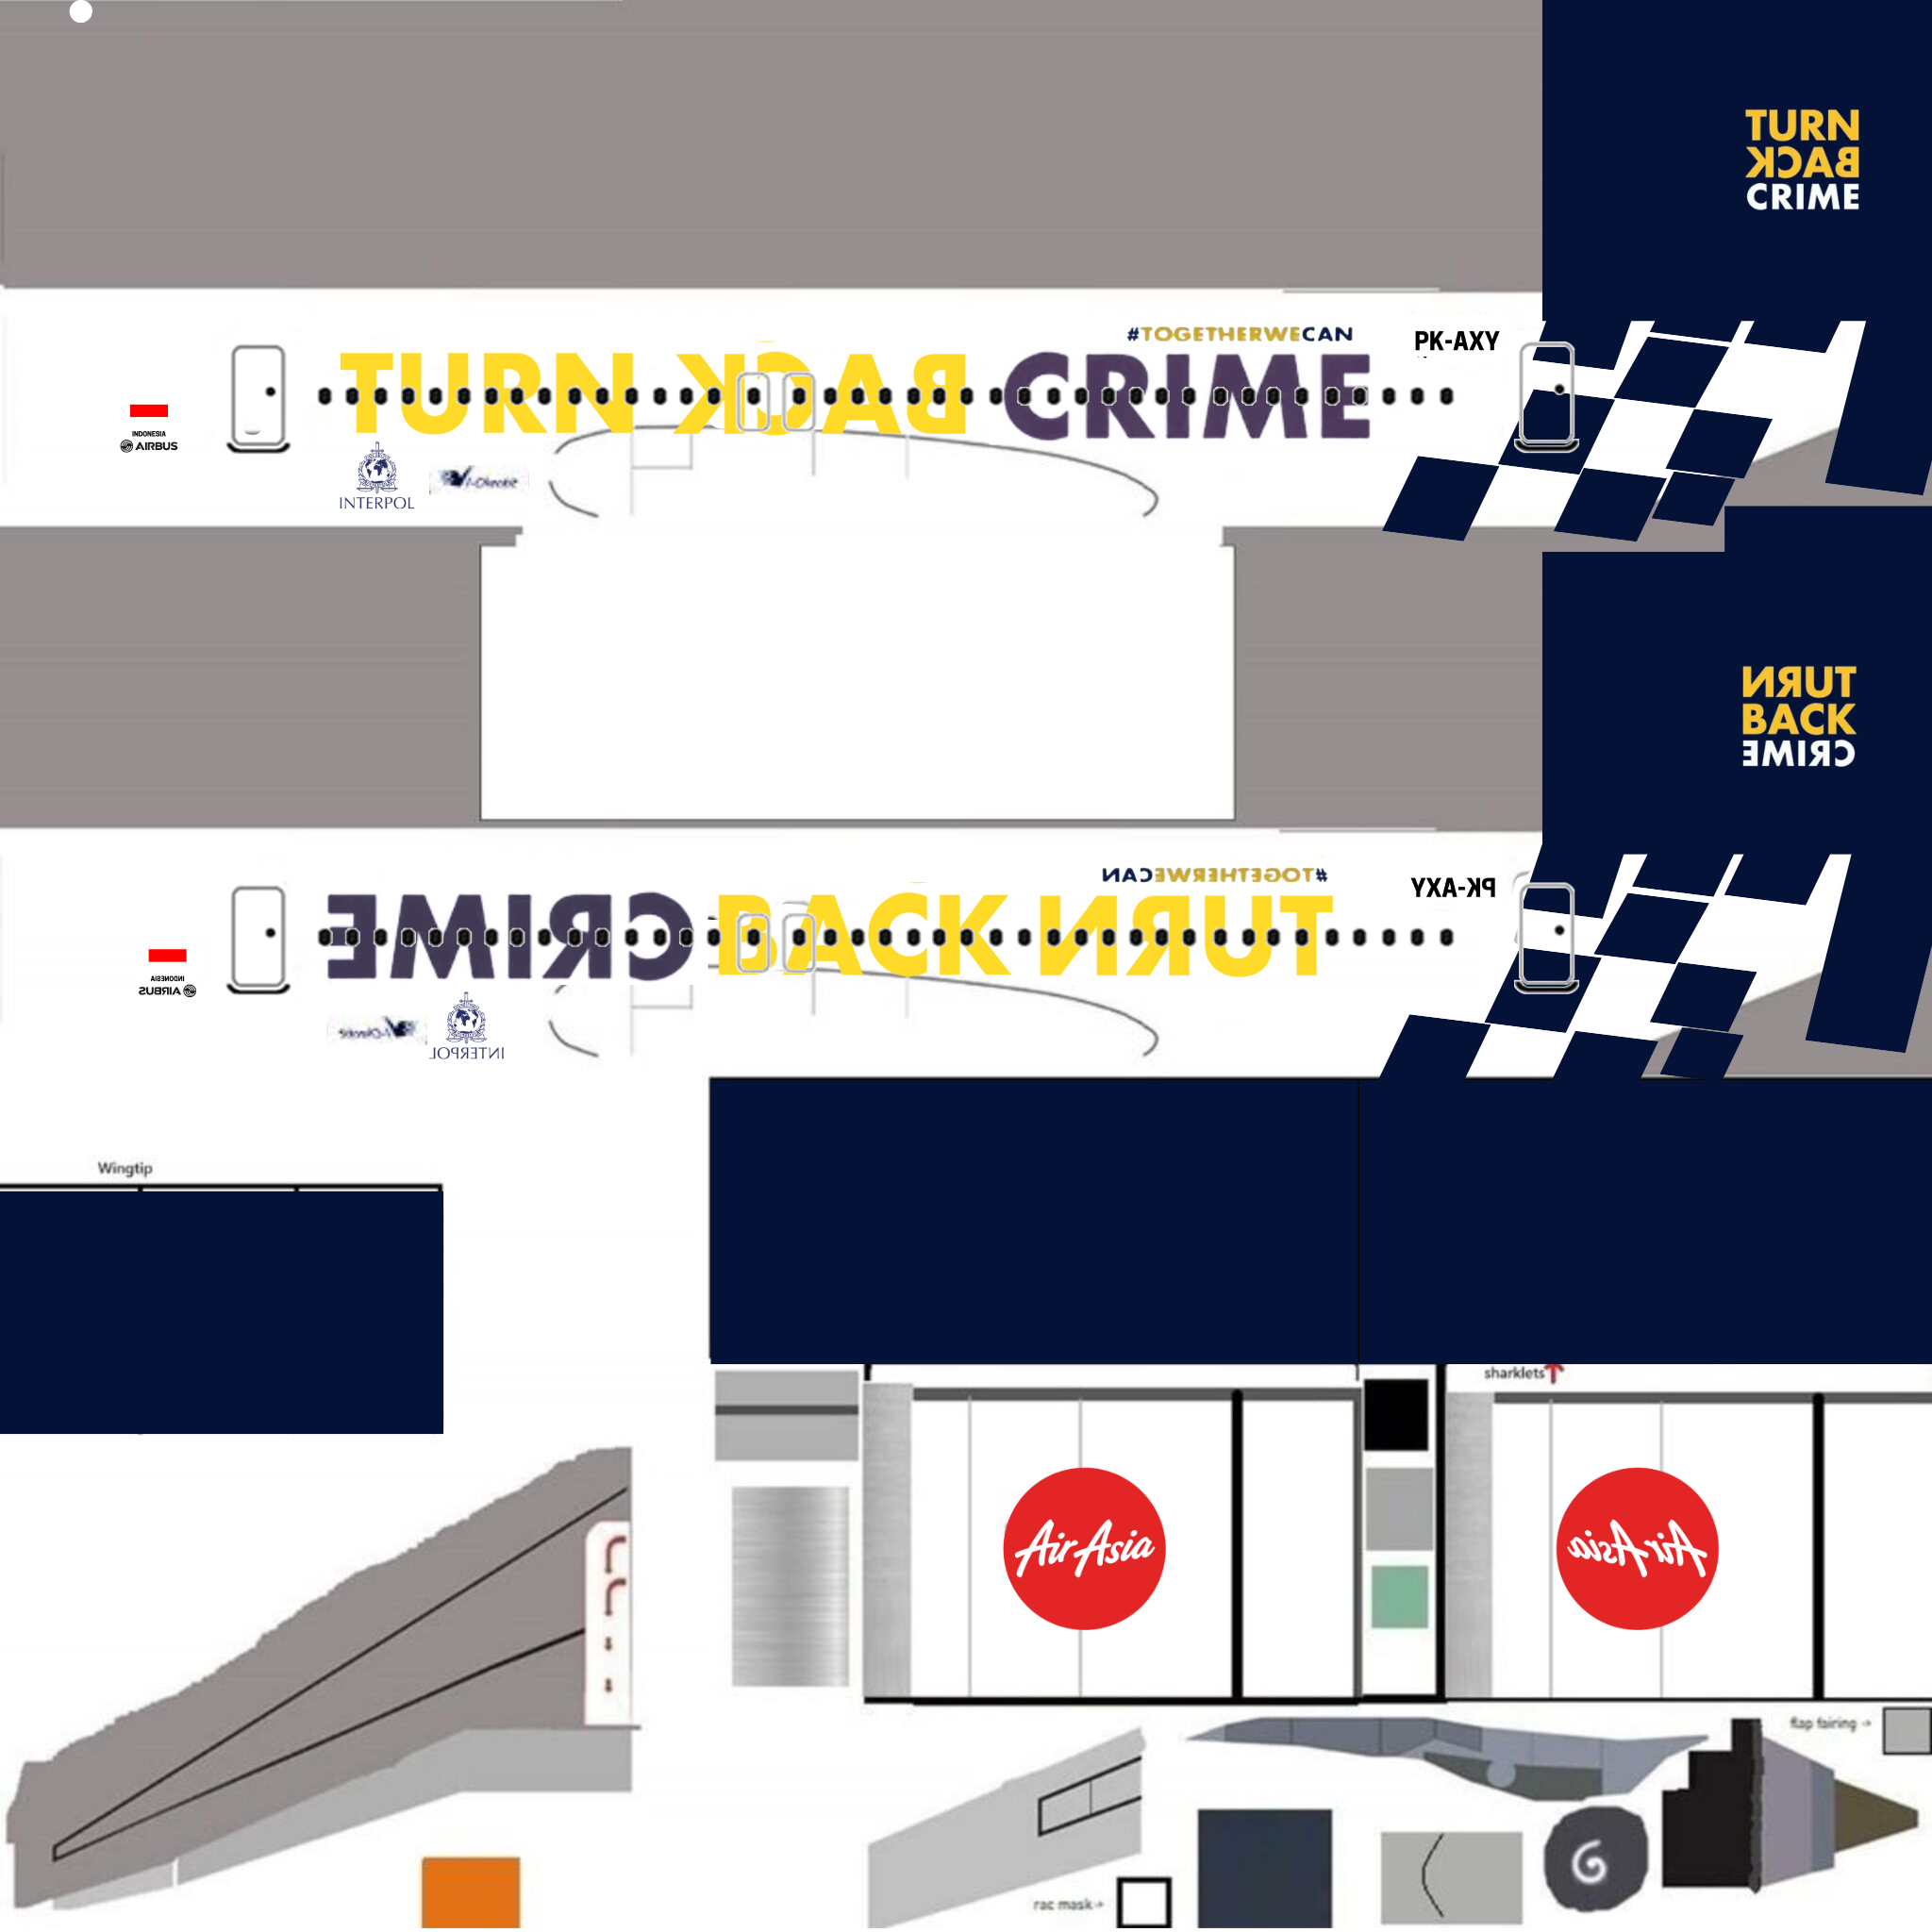 TURN
BACK
CRIME
#TOGETHERWECAN
PK-AXY
TURN BACK CRIME
INDONESIA
AIRBUS
INTERPOL
i-Checkit
TURN
BACK
CRIME
#TOGETHERWECAN
PK-AXY
CRIME BACK TURN
INDONESIA
AIRBUS
i-Checkit
INTERPOL
Wingtip
sharklets
AirAsia
AirAsia
flap fairing ->
rac mask->